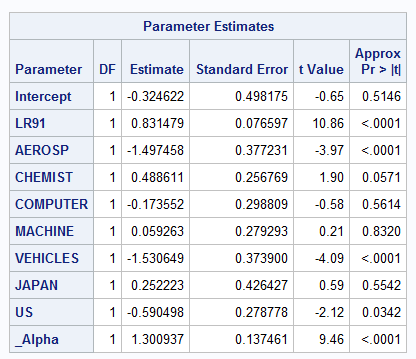 Parameter Estimates
Parameter DF Estimate Standard Error t Value Approx Pr > |t|
Intercept 1 -0.324622 0.498175 -0.65 0.5146
LR91 1 0.831479 0.076597 10.86 <.0001
AEROSP 1 -1.497458 0.377231 -3.97 <.0001
CHEMIST 1 0.488611 0.256769 1.90 0.0571
COMPUTER 1 -0.173552 0.298809 -0.58 0.5614
MACHINE 1 0.059263 0.279293 0.21 0.8320
VEHICLES 1 -1.530649 0.373900 -4.09 <.0001
JAPAN 1 0.252223 0.426427 0.59 0.5542
US 1 -0.590498 0.278778 -2.12 0.0342
_Alpha 1 1.300937 0.137461 9.46 <.0001